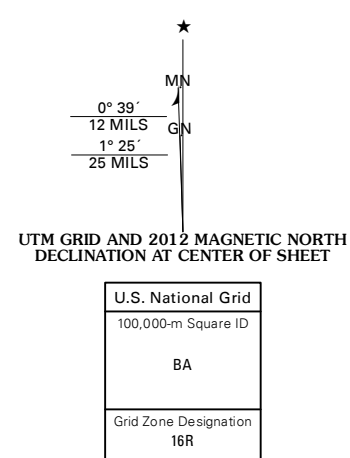 ★
MN
0° 39´
12 MILS
GN
1° 25´
25 MILS
UTM GRID AND 2012 MAGNETIC NORTH
DECLINATION AT CENTER OF SHEET
U.S. National Grid
100,000-m Square ID
BA
Grid Zone Designation
16R